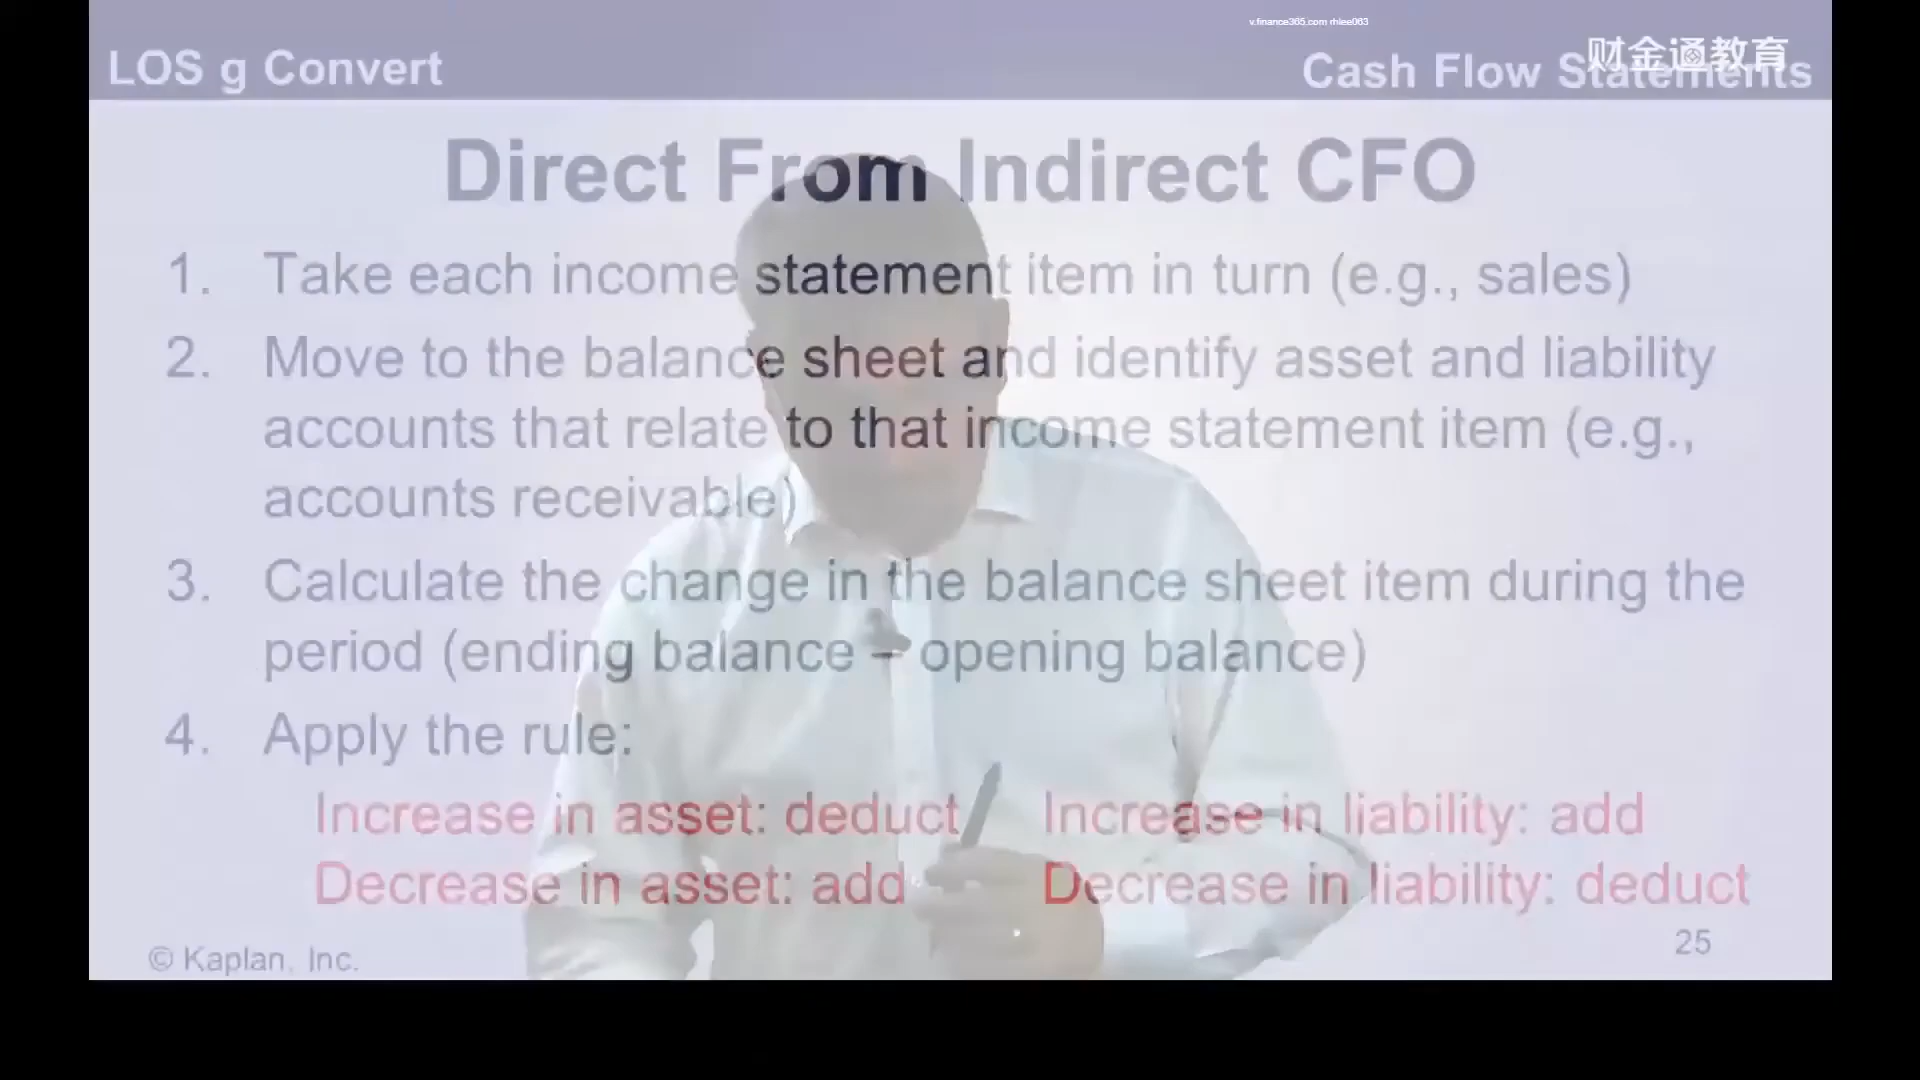 v.finance365.com rhlee063
LOS g Convert
Cash Flow Statements
财金通教育
Direct From Indirect CFO
1. Take each income statement item in turn (e.g., sales)
2. Move to the balance sheet and identify asset and liability
accounts that relate to that income statement item (e.g.,
accounts receivable)
3. Calculate the change in the balance sheet item during the
period (ending balance – opening balance)
4. Apply the rule:
Increase in asset: deduct Increase in liability: add
Decrease in asset: add Decrease in liability: deduct
© Kaplan, Inc.
25